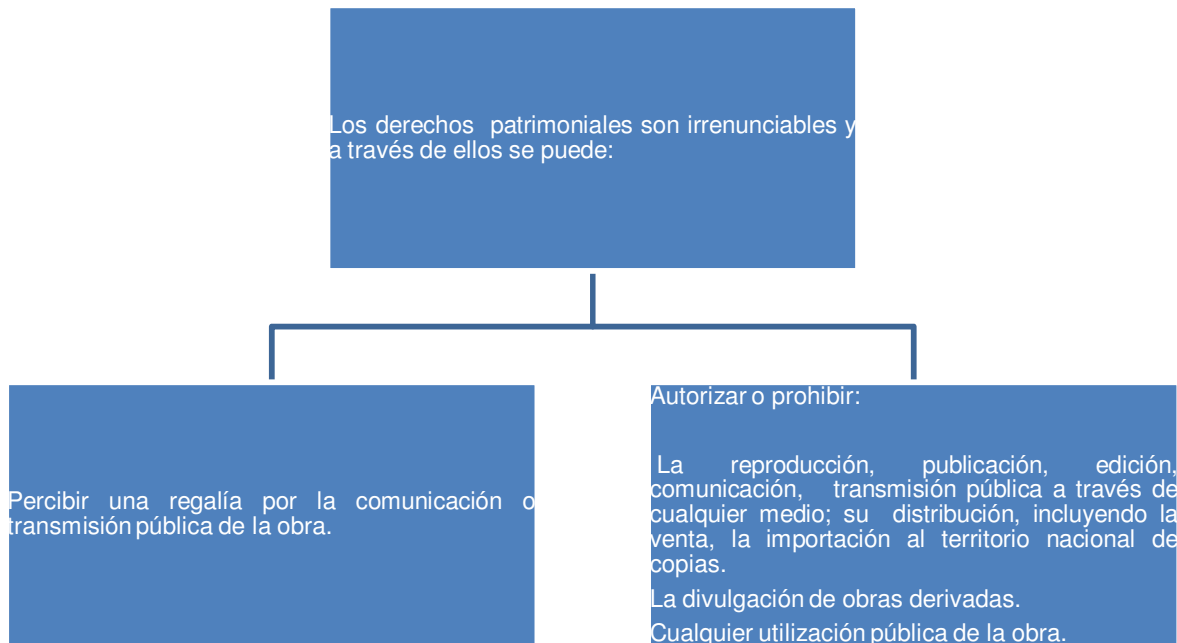 Los derechos patrimoniales son irrenunciables y
a través de ellos se puede:
Percibir una regalía por la comunicación o
transmisión pública de la obra.
Autorizar o prohibir:
La reproducción, publicación, edición,
comunicación, transmisión pública a través de
cualquier medio; su distribución, incluyendo la
venta, la importación al territorio nacional de
copias.
La divulgación de obras derivadas.
Cualquier utilización pública de la obra.